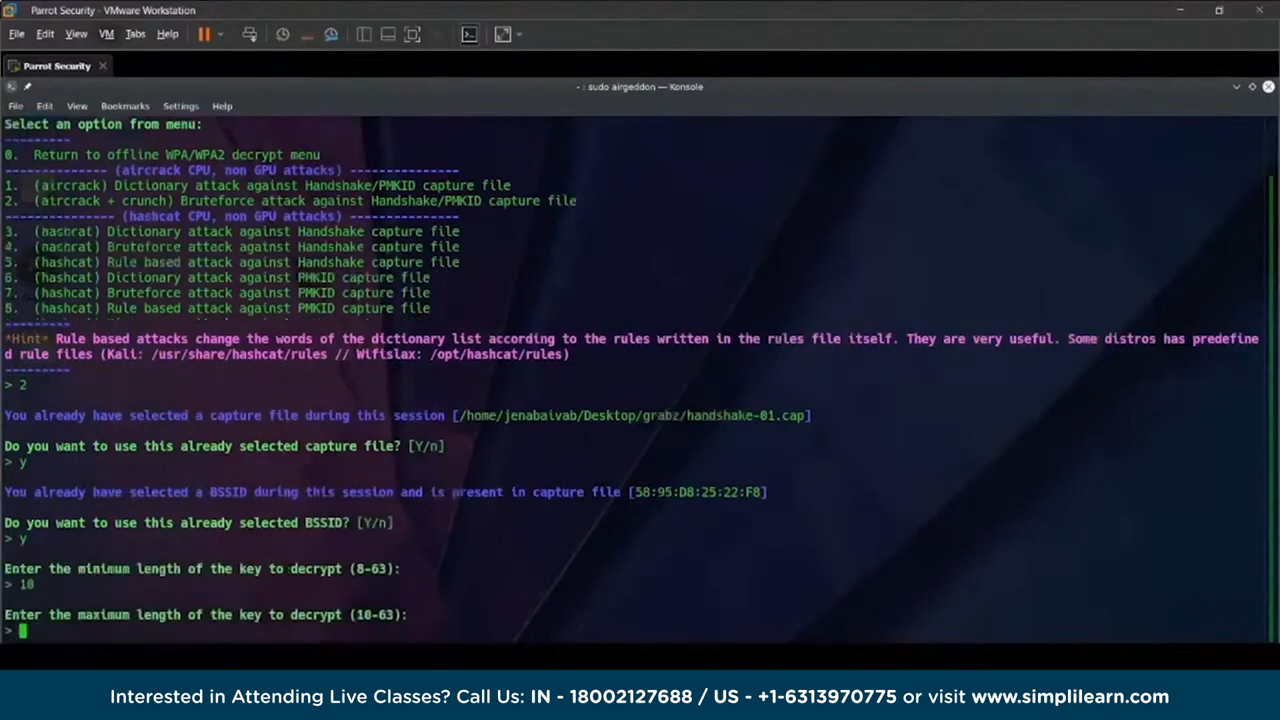 Parrot Security - VMware Workstation
File Edit View VM Tabs Help
Parrot Security
~ : sudo airgeddon — Konsole
File Edit View Bookmarks Settings Help
Select an option from menu:
---------
0. Return to offline WPA/WPA2 decrypt menu
-------------- (aircrack CPU, non GPU attacks) ---------------
1. (aircrack) Dictionary attack against Handshake/PMKID capture file
2. (aircrack + crunch) Bruteforce attack against Handshake/PMKID capture file
--------------- (hashcat CPU, non GPU attacks) ---------------
3. (hashcat) Dictionary attack against Handshake capture file
4. (hashcat) Bruteforce attack against Handshake capture file
5. (hashcat) Rule based attack against Handshake capture file
6. (hashcat) Dictionary attack against PMKID capture file
7. (hashcat) Bruteforce attack against PMKID capture file
8. (hashcat) Rule based attack against PMKID capture file
---------
*Hint* Rule based attacks change the words of the dictionary list according to the rules written in the rules file itself. They are very useful. Some distros has predefine
d rule files (Kali: /usr/share/hashcat/rules // Wifislax: /opt/hashcat/rules)
---------
> 2
You already have selected a capture file during this session [/home/jenabaivab/Desktop/grabz/handshake-01.cap]
Do you want to use this already selected capture file? [Y/n]
> y
You already have selected a BSSID during this session and is present in capture file [58:95:D8:25:22:F8]
Do you want to use this already selected BSSID? [Y/n]
> y
Enter the minimum length of the key to decrypt (8-63):
> 10
Enter the maximum length of the key to decrypt (10-63):
>
Interested in Attending Live Classes? Call Us: IN - 18002127688 / US - +1-6313970775 or visit www.simplilearn.com